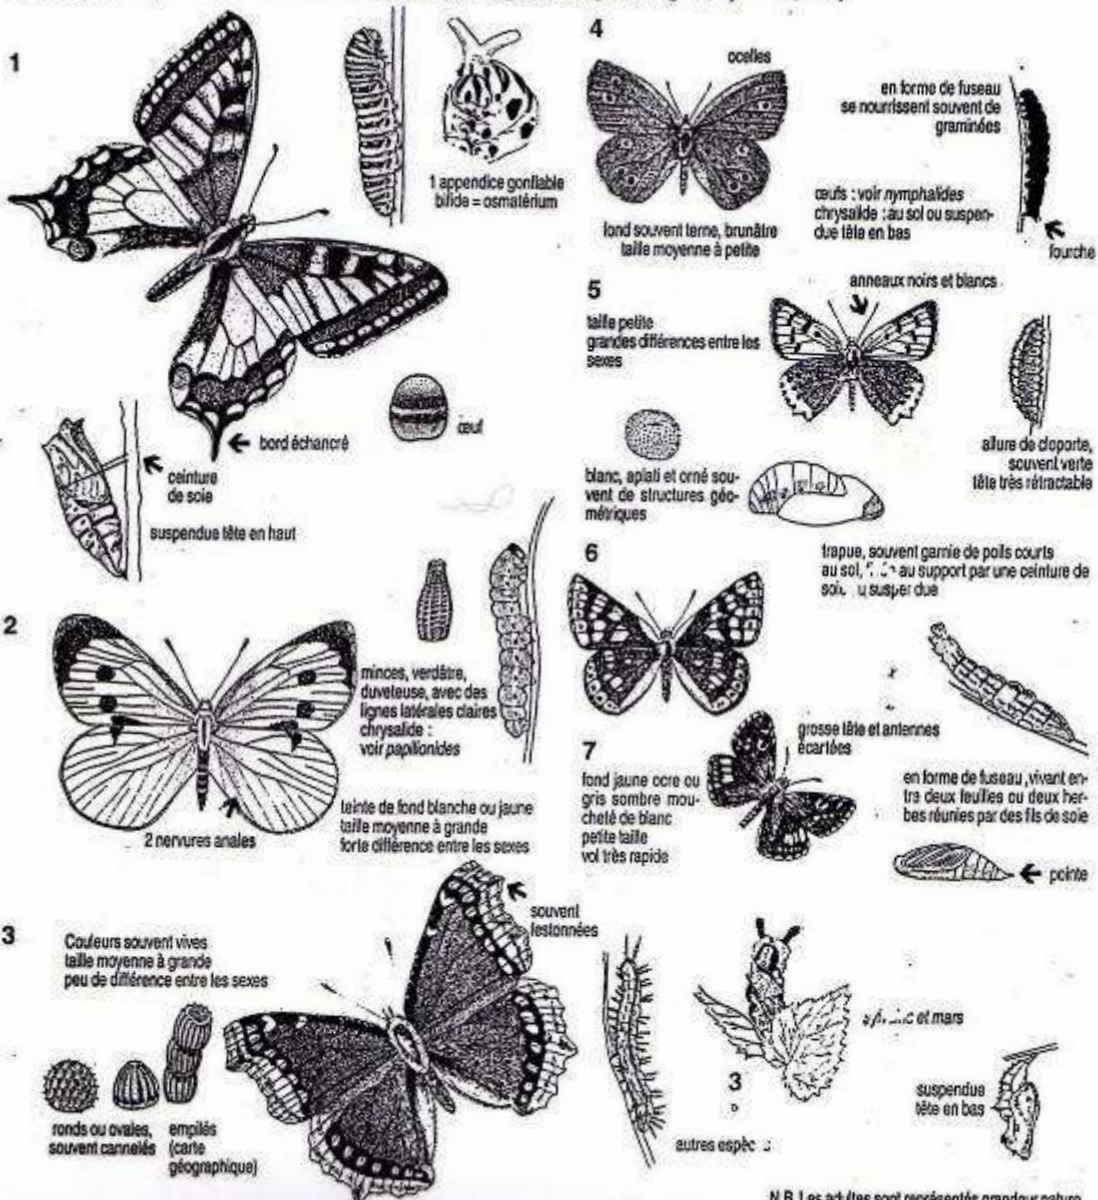 1
1 appendice gonflable
bifide = osmatérium
œuf
bord échancré
ceinture
de soie
suspendue tête en haut
2
minces, verdâtre,
duveteuse, avec des
lignes latérales claires
chrysalide :
voir papilionides
2 nervures anales
teinte de fond blanche ou jaune
taille moyenne à grande
forte différence entre les sexes
3
Couleurs souvent vives
taille moyenne à grande
peu de différence entre les sexes
souvent
festonnées
ronds ou ovales,
souvent cannelés
empilés
(carte
géographique)
autres
3
et mars
suspendue
tête en bas
4
ocelles
fond souvent terne, brunâtre
taille moyenne à petite
en forme de fuseau
se nourrissent souvent de
graminées
œufs : voir nymphalides
chrysalide : au sol ou suspen-
due tête en bas
fourche
5
taille petite
grandes différences entre les
sexes
anneaux noirs et blancs
blanc, aplati et orné sou-
vent de structures géo-
métriques
allure de cloporte,
souvent verte
tête très rétractable
trapue, souvent garnie de poils courts
au sol, au support par une ceinture de
6
7
fond jaune ocre ou
gris sombre mou-
cheté de blanc
petite taille
vol très rapide
grosse tête et antennes
écartées
en forme de fuseau, vivant en-
tre deux feuilles ou deux her-
bes réunies par des fils de soie
pointe
N.B. Les adultes sont représentés grandeur nature